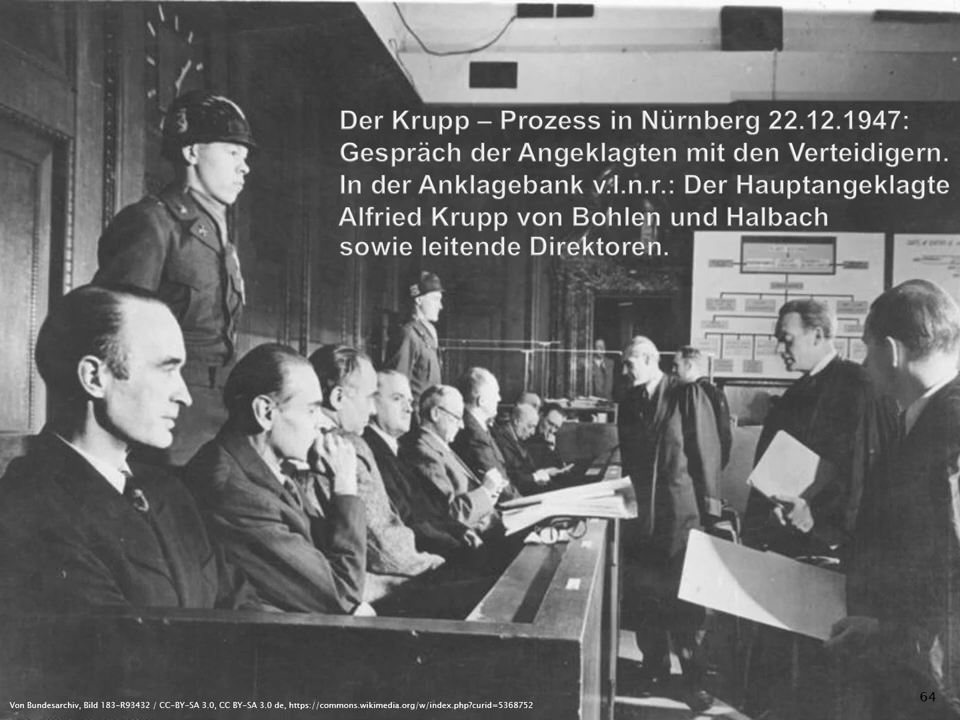 Der Krupp – Prozess in Nürnberg 22.12.1947:
Gespräch der Angeklagten mit den Verteidigern.
In der Anklagebank v.l.n.r.: Der Hauptangeklagte
Alfried Krupp von Bohlen und Halbach
sowie leitende Direktoren.
64
Von Bundesarchiv, Bild 183-R93432 / CC-BY-SA 3.0, CC BY-SA 3.0 de, https://commons.wikimedia.org/w/index.php?curid=5368752